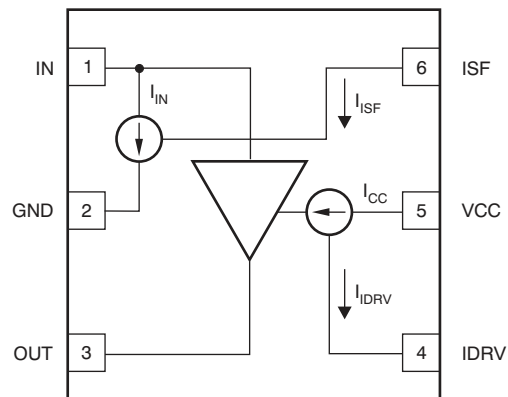 IN 1 6 ISF
I_IN I_ISF
GND 2 I_CC 5 VCC
I_IDRV
OUT 3 4 IDRV